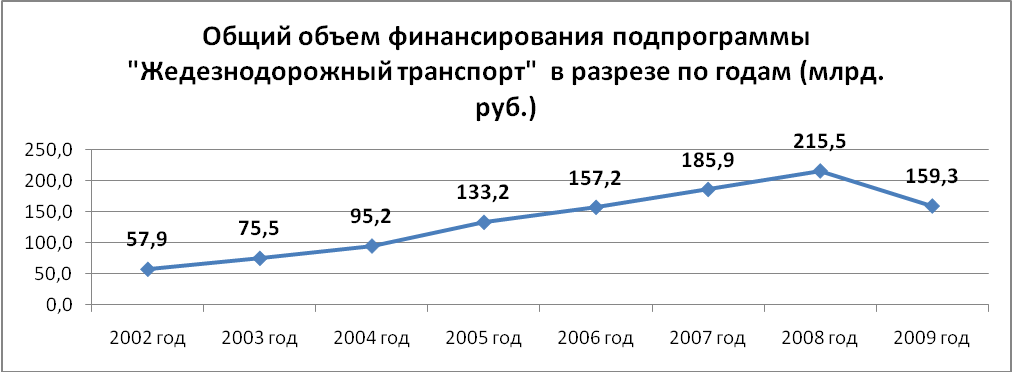 Общий объем финансирования подпрограммы
"Жедезнодорожный транспорт" в разрезе по годам (млрд.
руб.)
250,0
200,0
150,0
100,0
50,0
0,0
57,9
75,5
95,2
133,2
157,2
185,9
215,5
159,3
2002 год
2003 год
2004 год
2005 год
2006 год
2007 год
2008 год
2009 год